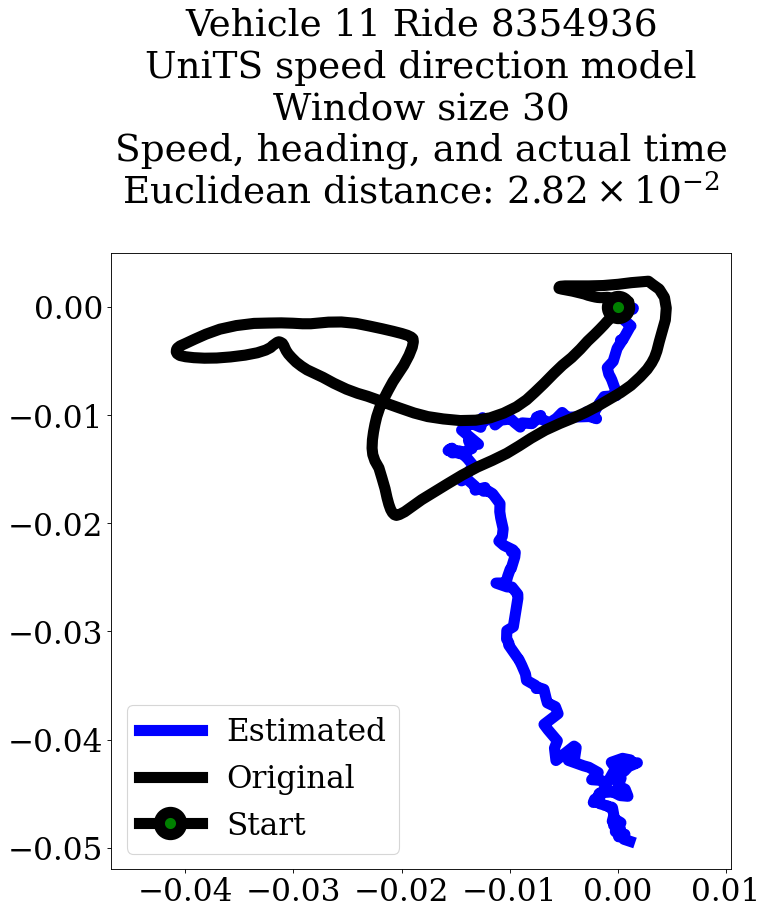 Vehicle 11 Ride 8354936
UniTS speed direction model
Window size 30
Speed, heading, and actual time
Euclidean distance: 2.82 × 10⁻²
0.00
−0.01
−0.02
−0.03
−0.04
−0.05
Estimated
Original
Start
−0.04 −0.03 −0.02 −0.01 0.00 0.01